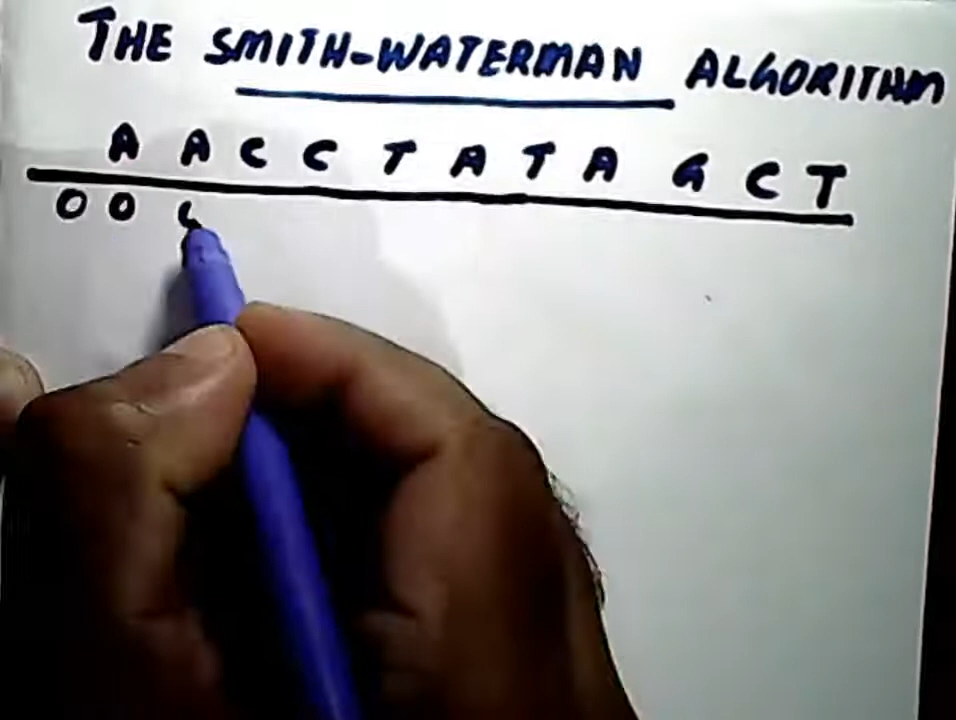 THE SMITH-WATERMAN ALGORITHM
A A C C T A T A G C T
0 0